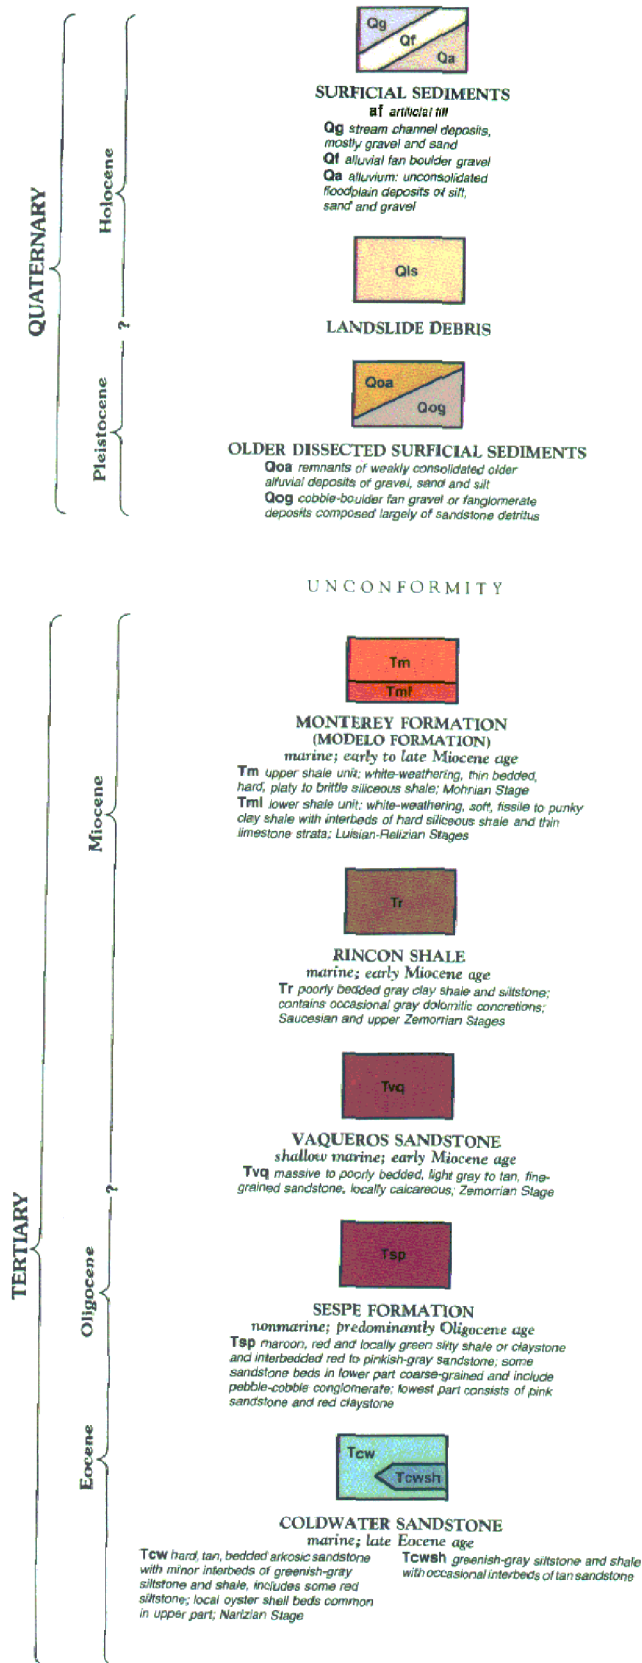 QUATERNARY
Holocene
?
Pleistocene
Qg
Qf
Qa
SURFICIAL SEDIMENTS
af artificial fill
Qg stream channel deposits,
mostly gravel and sand
Qf alluvial fan boulder gravel
Qa alluvium: unconsolidated
floodplain deposits of silt,
sand and gravel
Qls
LANDSLIDE DEBRIS
Qoa
Qog
OLDER DISSECTED SURFICIAL SEDIMENTS
Qoa remnants of weakly consolidated older
alluvial deposits of gravel, sand and silt
Qog cobble-boulder fan gravel or fanglomerate
deposits composed largely of sandstone detritus
UNCONFORMITY
TERTIARY
Miocene
?
Oligocene
Eocene
Tm
Tml
MONTEREY FORMATION
(MODELO FORMATION)
marine; early to late Miocene age
Tm upper shale unit; white-weathering, thin bedded,
hard, platy to brittle siliceous shale; Mohnian Stage
Tml lower shale unit; white-weathering, soft, fissile to punky
clay shale with interbeds of hard siliceous shale and thin
limestone strata; Luisian-Relizian Stages
Tr
RINCON SHALE
marine; early Miocene age
Tr poorly bedded gray clay shale and siltstone;
contains occasional gray dolomitic concretions;
Saucesian and upper Zemorrian Stages
Tvq
VAQUEROS SANDSTONE
shallow marine; early Miocene age
Tvq massive to poorly bedded, light gray to tan, fine-
grained sandstone, locally calcareous; Zemorrian Stage
Tsp
SESPE FORMATION
nonmarine; predominantly Oligocene age
Tsp maroon, red and locally green silty shale or claystone
and interbedded red to pinkish-gray sandstone; some
sandstone beds in lower part coarse-grained and include
pebble-cobble conglomerate; lowest part consists of pink
sandstone and red claystone
Tcw
Tcwsh
COLDWATER SANDSTONE
marine; late Eocene age
Tcw hard, tan, bedded arkosic sandstone
with minor interbeds of greenish-gray
siltstone and shale, includes some red
siltstone; local oyster shell beds common
in upper part; Narizian Stage
Tcwsh greenish-gray siltstone and shale
with occasional interbeds of tan sandstone